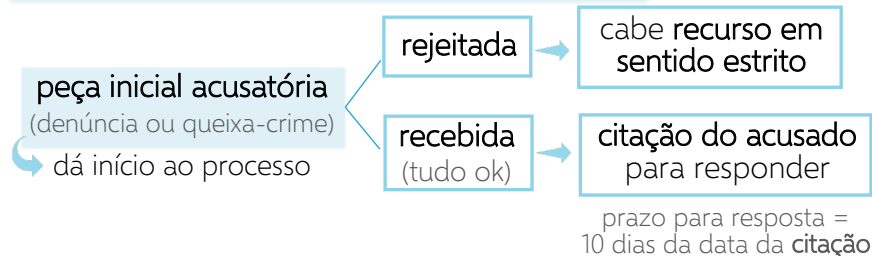 peça inicial acusatória
(denúncia ou queixa-crime)
dá início ao processo
rejeitada
cabe recurso em
sentido estrito
recebida
(tudo ok)
citação do acusado
para responder
prazo para resposta =
10 dias da data da citação